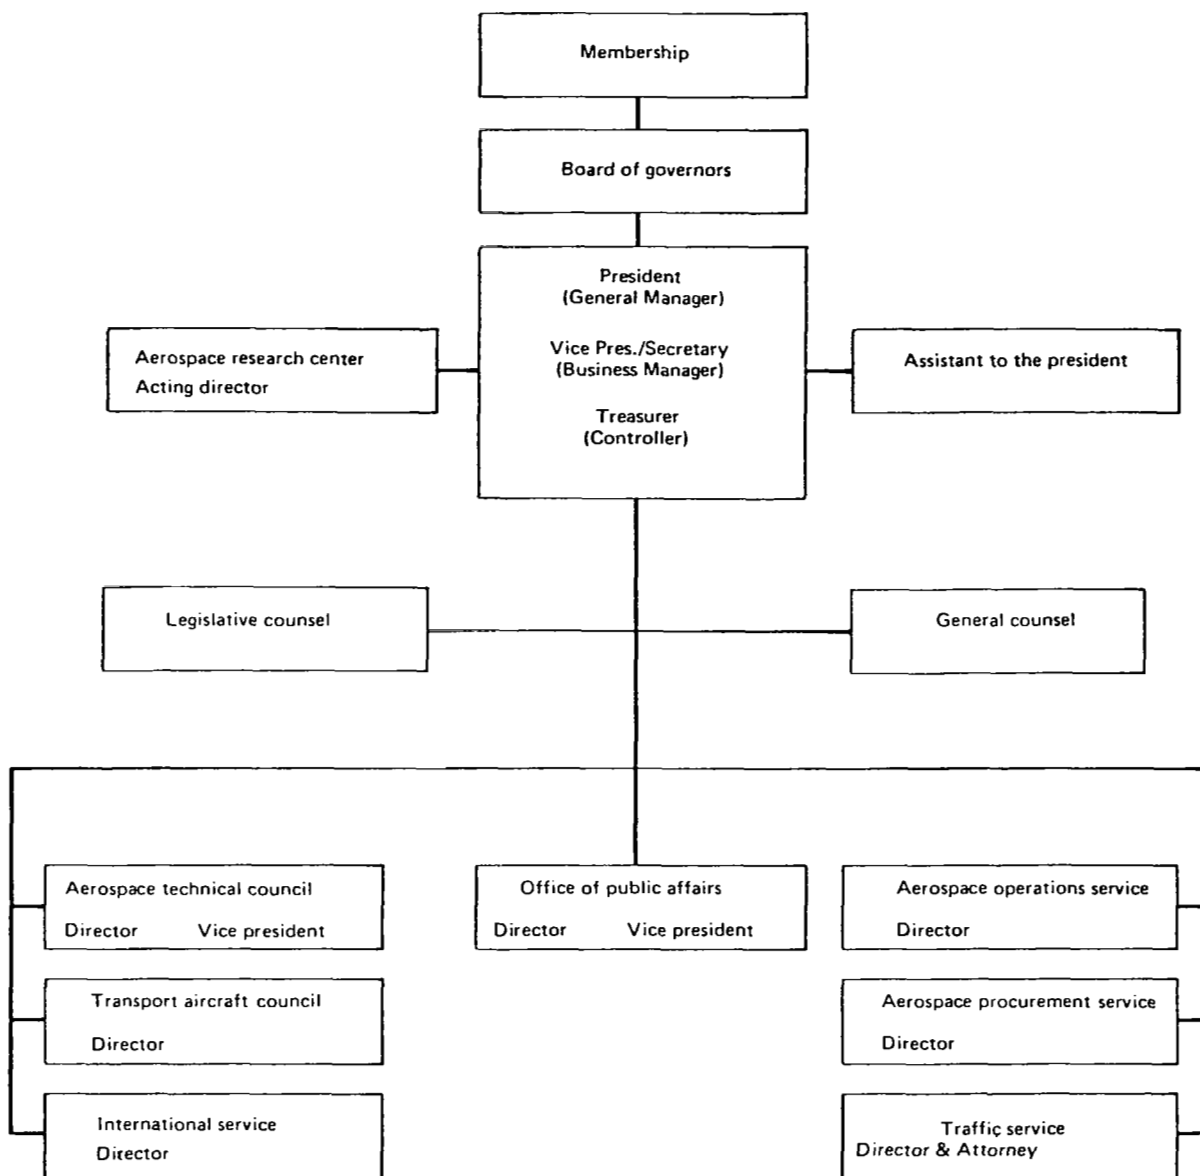 Membership
Board of governors
President
(General Manager)
Vice Pres./Secretary
(Business Manager)
Treasurer
(Controller)
Aerospace research center
Acting director
Assistant to the president
Legislative counsel
General counsel
Aerospace technical council
Director Vice president
Office of public affairs
Director Vice president
Aerospace operations service
Director
Transport aircraft council
Director
Aerospace procurement service
Director
International service
Director
Traffic service
Director & Attorney